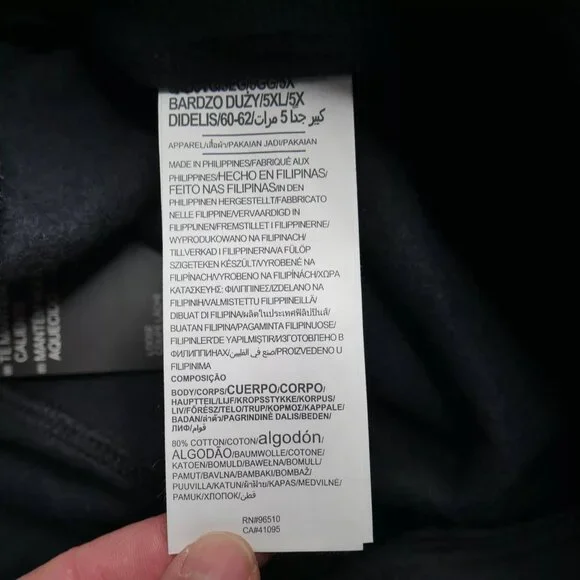 BARDZO DUŻY/5XL/5X
DIDELIS/60-62/كبير جداً 5 مرات
APPAREL/เสื้อผ้า/PAKAIAN JADI/PAKAIAN
MADE IN PHILIPPINES/FABRIQUÉ AUX
PHILIPPINES/HECHO EN FILIPINAS/
FEITO NAS FILIPINAS/IN DEN
PHILIPPINEN HERGESTELLT/FABBRICATO
NELLE FILIPPINE/VERVAARDIGD IN
FILIPPIJNEN/FREMSTILLET I FILIPPINERNE/
WYPRODUKOWANO NA FILIPINACH/
TILLVERKAD I FILIPPINERNA/A FÜLÖP
SZIGETEKEN KÉSZÜLT/VYROBENÉ NA
FILIPÍNACH/VYROBENO NA FILIPÍNÁCH/ΧΩΡΑ
ΚΑΤΑΣΚΕΥΗΣ: ΦΙΛΙΠΠΙΝΕΣ/IZDELANO NA
FILIPINIH/VALMISTETTU FILIPPIINEILLÄ/
DIBUAT DI FILIPINA/ผลิตในประเทศฟิลิปปินส์/
BUATAN FILIPINA/PAGAMINTA FILIPINUOSE/
FILIPINLER'DE YAPILMIŞTIR/ИЗГОТОВЛЕНО В
ФИЛИППИНАХ/صنع في الفلبين/PROIZVEDENO U
FILIPINIMA
COMPOSIÇÃO
BODY/CORPS/CUERPO/CORPO/
HAUPTTEIL/LIJF/KROPSSTYKKE/KORPUS/
LIV/FŐRÉSZ/TELO/TRUP/ΚΟΡΜΟΣ/KAPPALE/
BADAN/ลำตัว/PAGRINDINĖ DALIS/BEDEN/
ЛИФ/قوام
80% COTTON/COTON/algodón/
ALGODÃO/BAUMWOLLE/COTONE/
KATOEN/BOMULD/BAWEŁNA/BOMULL/
PAMUT/BAVLNA/ΒΑΜΒΑΚΙ/BOMBAŽ/
PUUVILLA/KATUN/ผ้าฝ้าย/KAPAS/MEDVILNĖ/
PAMUK/ХЛОПОК/قطن
RN#96510
CA#41095